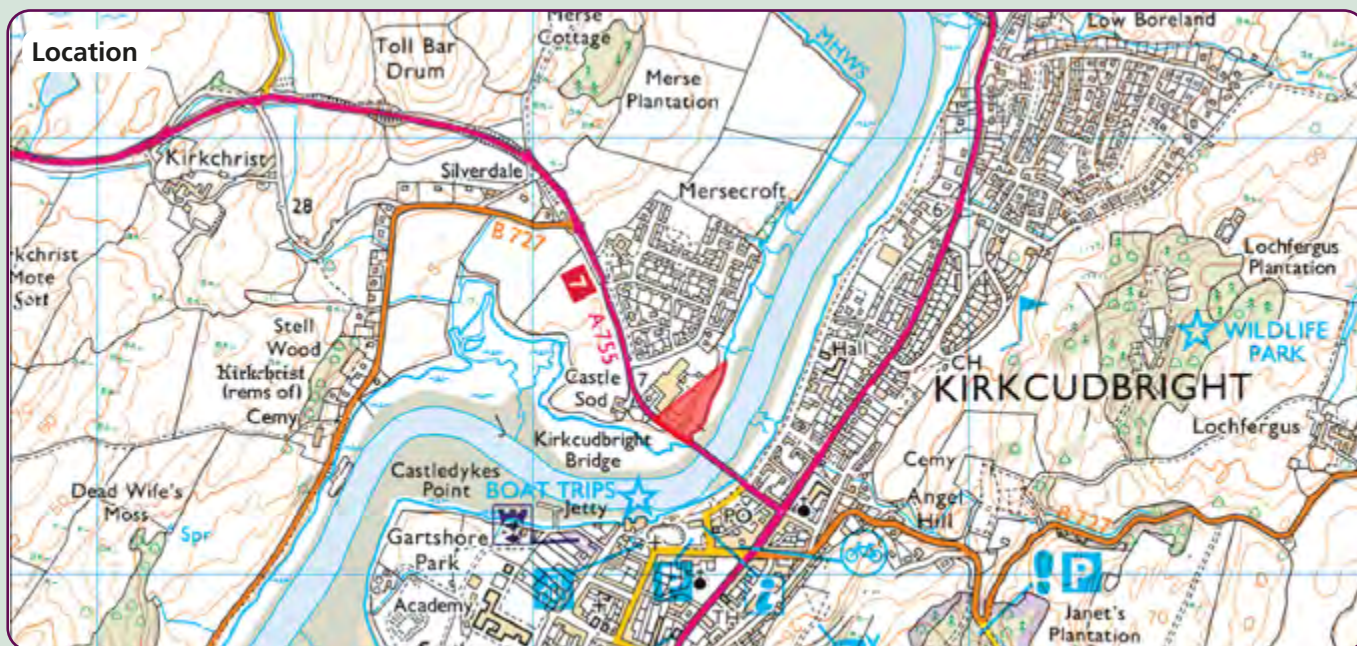 Location
Merse
Cottage
Toll Bar
Drum
Merse
Plantation
MHWS
Low Boreland
Kirkchrist
Silverdale
28
Mersecroft
B 727
6
rkchrist
Mote
Sort
7
A 755
Lochfergus
Plantation
WILDLIFE
PARK
Stell
Wood
Kirkchrist
(rems of)
Cemy
Hall
CH
KIRKCUDBRIGHT
Castle
Sod
7
Lochfergus
Kirkcudbright
Bridge
Castledykes
Point
BOAT TRIPS
Jetty
Cemy
Angel
Hill
B 727
Dead Wife's
Moss
Spr
PO
Gartshore
Park
Academy
P
i
! P
Janet's
Plantation
70